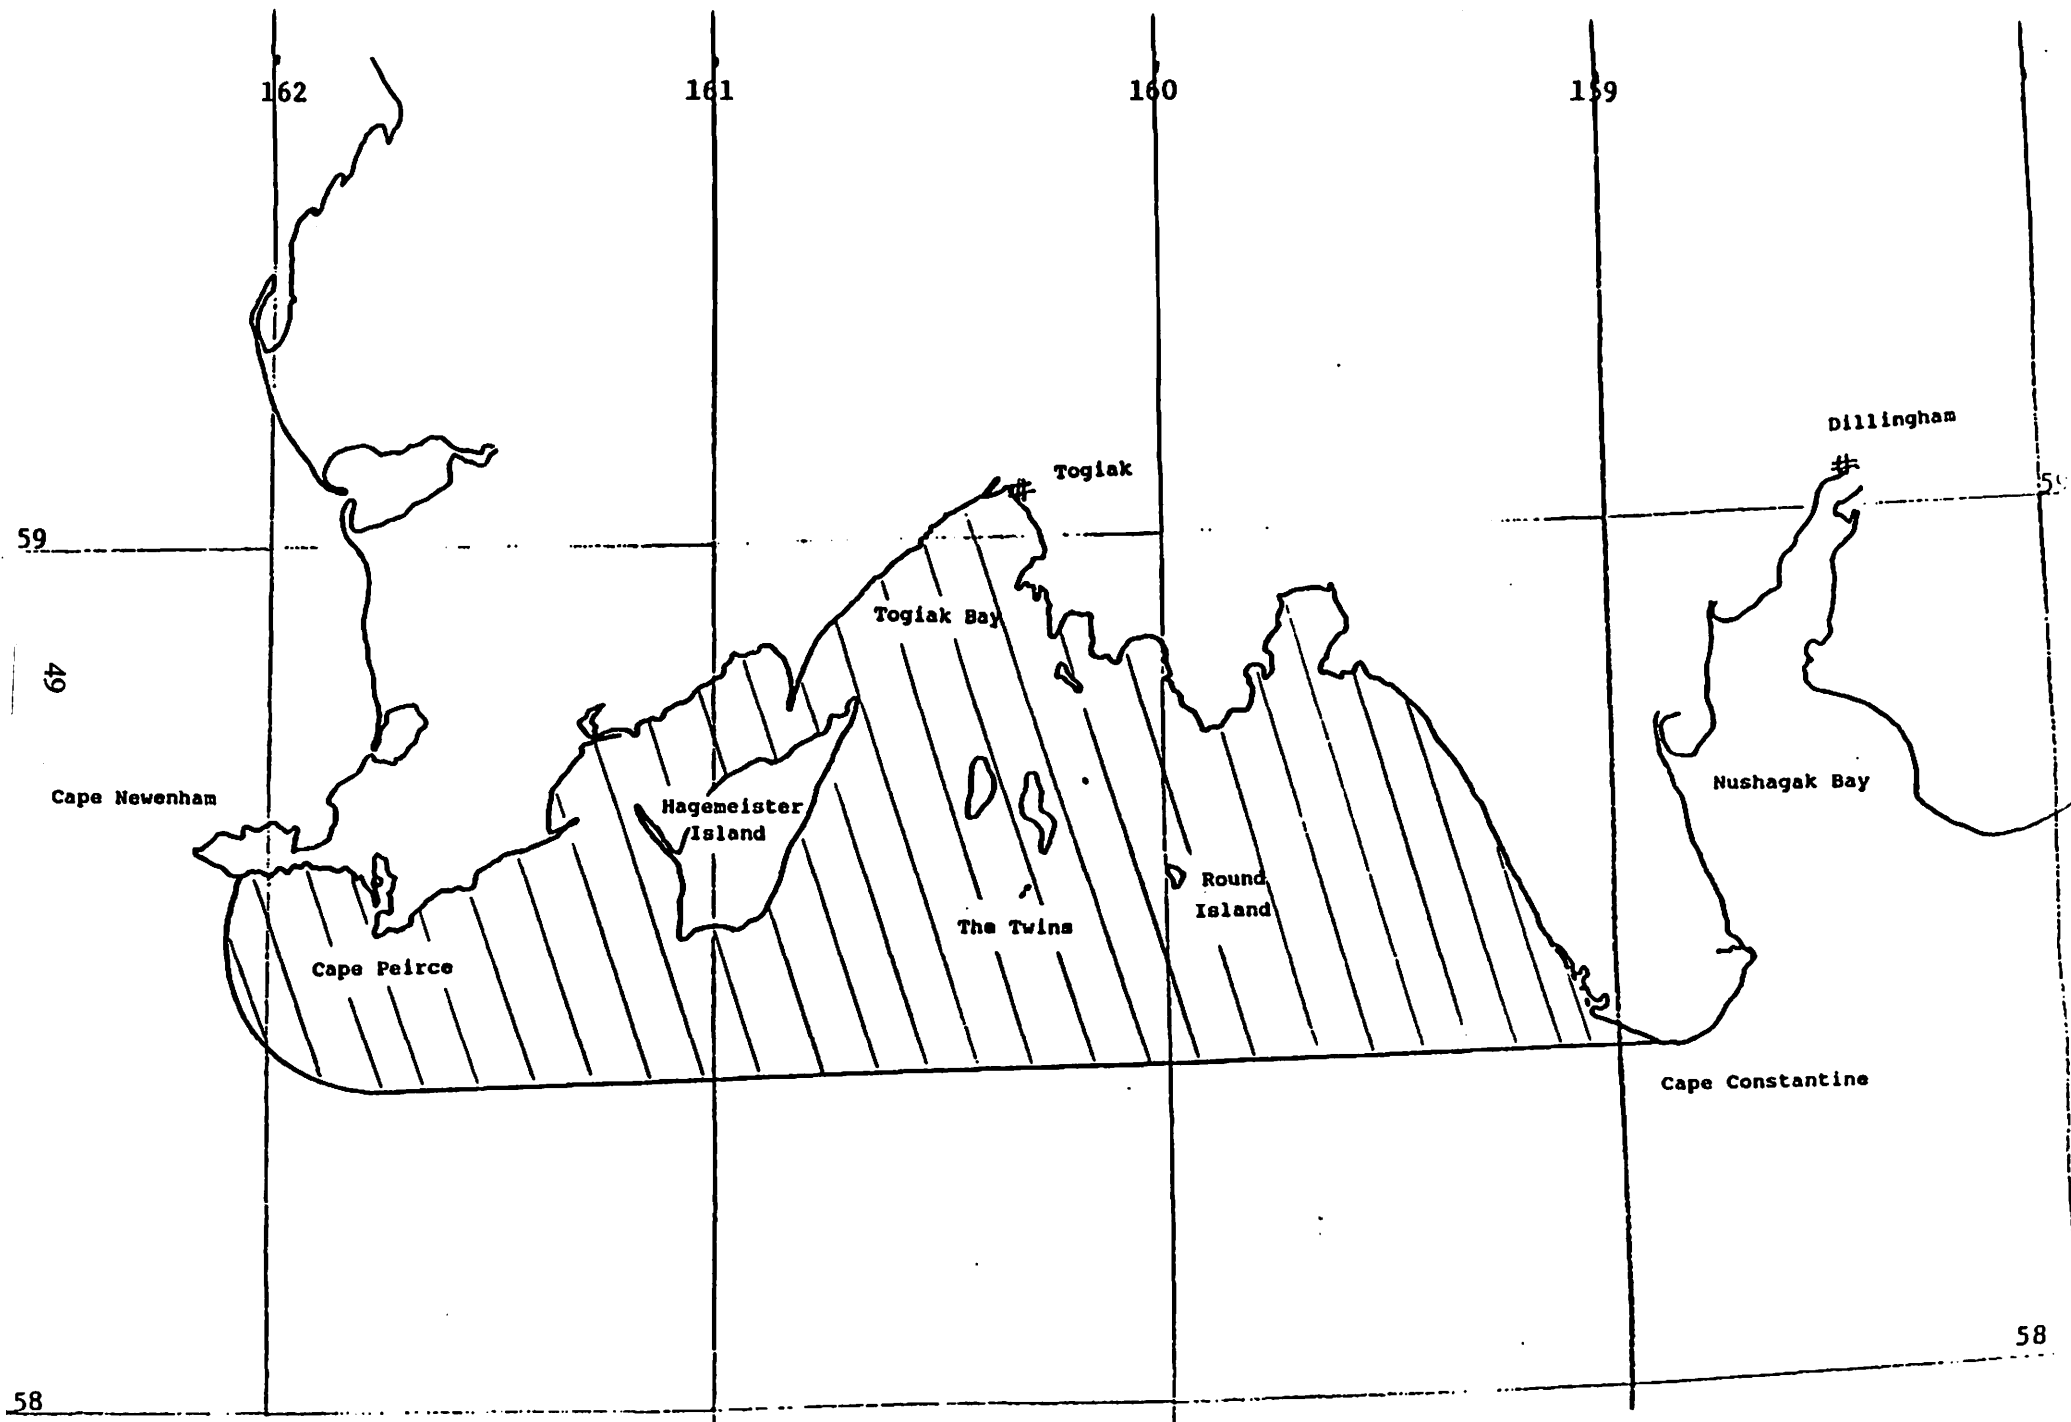 162
161
160
159
Dillingham
Togiak
59
59
Togiak Bay
49
Nushagak Bay
Cape Newenham
Hagemeister
Island
Round
Island
The Twins
Cape Peirce
Cape Constantine
58
58